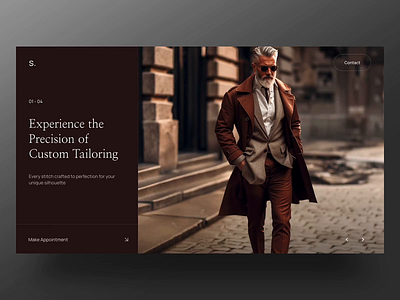 S.
Contact
01 - 04
Experience the
Precision of
Custom Tailoring
Every stitch crafted to perfection for your
unique silhouette
Make Appointment